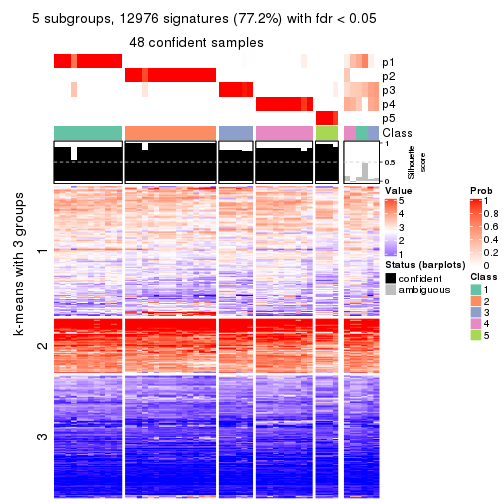 5 subgroups, 12976 signatures (77.2%) with fdr < 0.05
48 confident samples
p1
p2
p3
p4
p5
Class
1
0.5
0
Silhouette
score
k-means with 3 groups
1
2
3
Value
5
4
3
2
1
Status (barplots)
confident
ambiguous
Prob
1
0.8
0.6
0.4
0.2
0
Class
1
2
3
4
5